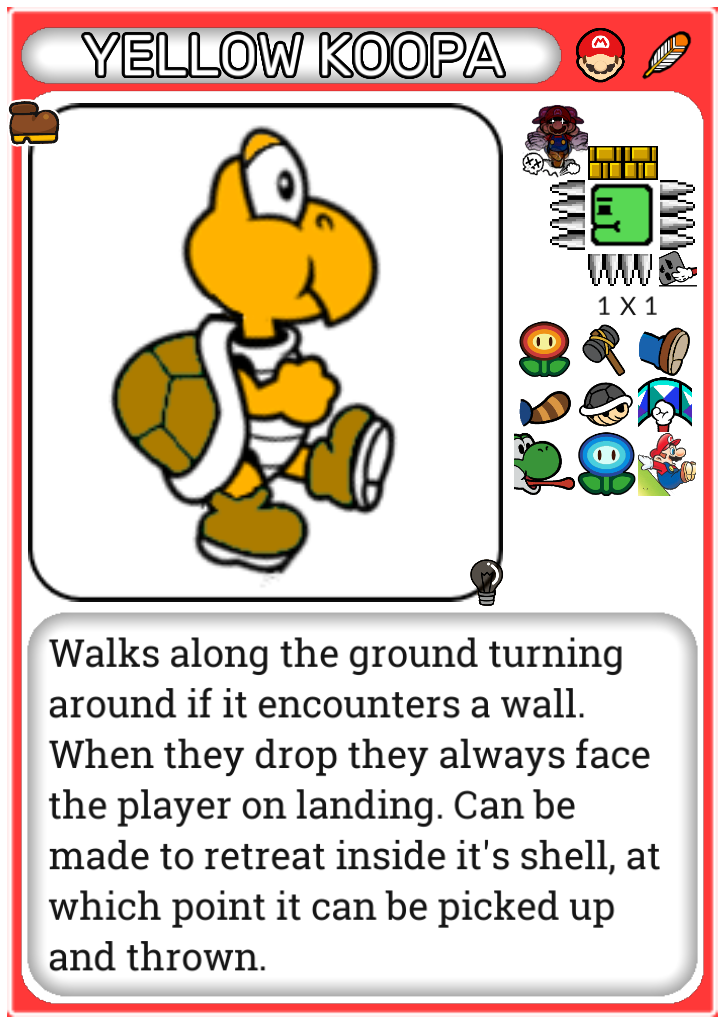 YELLOW KOOPA
1 X 1
Walks along the ground turning
around if it encounters a wall.
When they drop they always face
the player on landing. Can be
made to retreat inside it's shell, at
which point it can be picked up
and thrown.